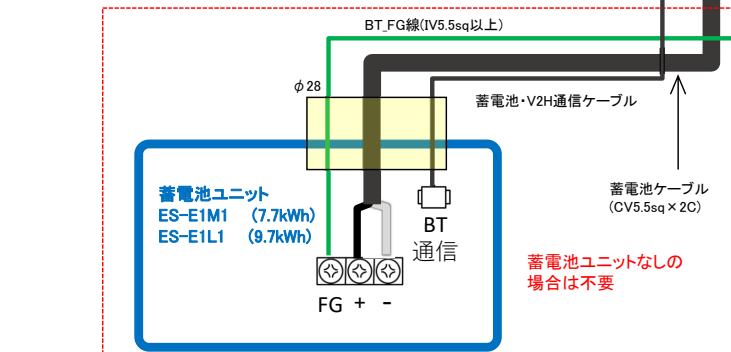 BT_FG線(IV5.5sq以上)
φ28
蓄電池・V2H通信ケーブル
蓄電池ユニット
ES-E1M1 (7.7kWh)
ES-E1L1 (9.7kWh)
蓄電池ケーブル
(CV5.5sq×2C)
BT
通信
蓄電池ユニットなしの
場合は不要
FG + -